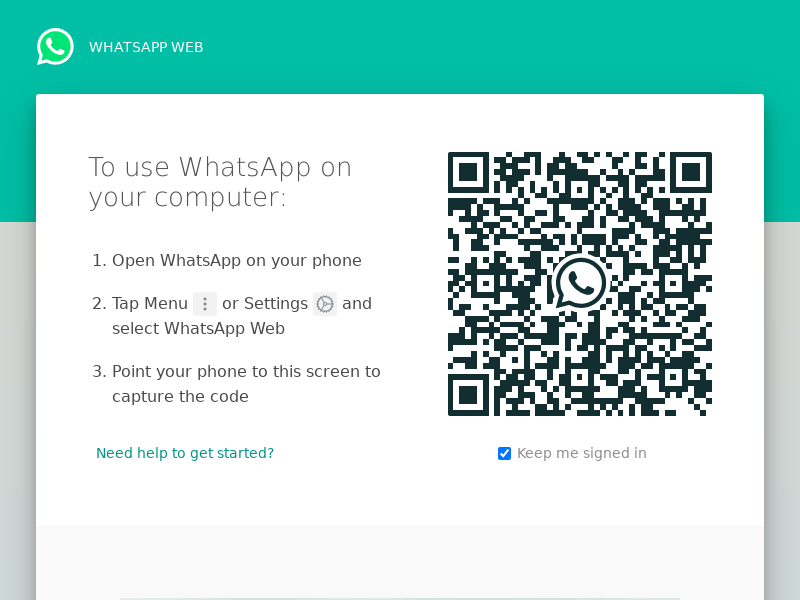 WHATSAPP WEB
To use WhatsApp on
your computer:
1. Open WhatsApp on your phone
2. Tap Menu or Settings and
select WhatsApp Web
3. Point your phone to this screen to
capture the code
Need help to get started?
Keep me signed in